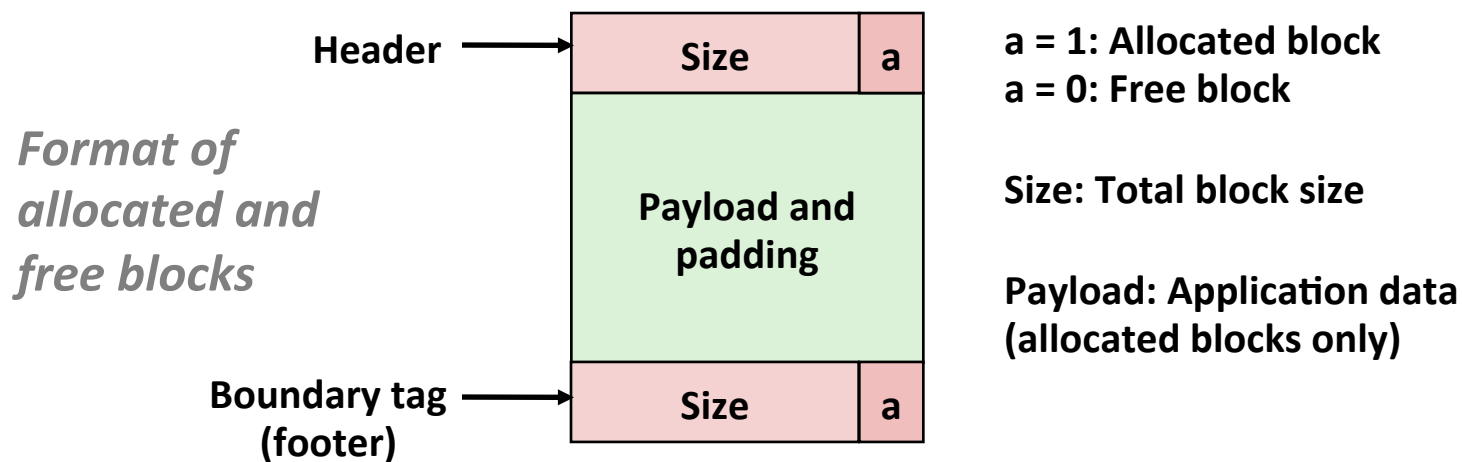 Header
Size a
a = 1: Allocated block
a = 0: Free block
Format of
allocated and
free blocks
Payload and
padding
Size: Total block size
Payload: Application data
(allocated blocks only)
Boundary tag
(footer)
Size a